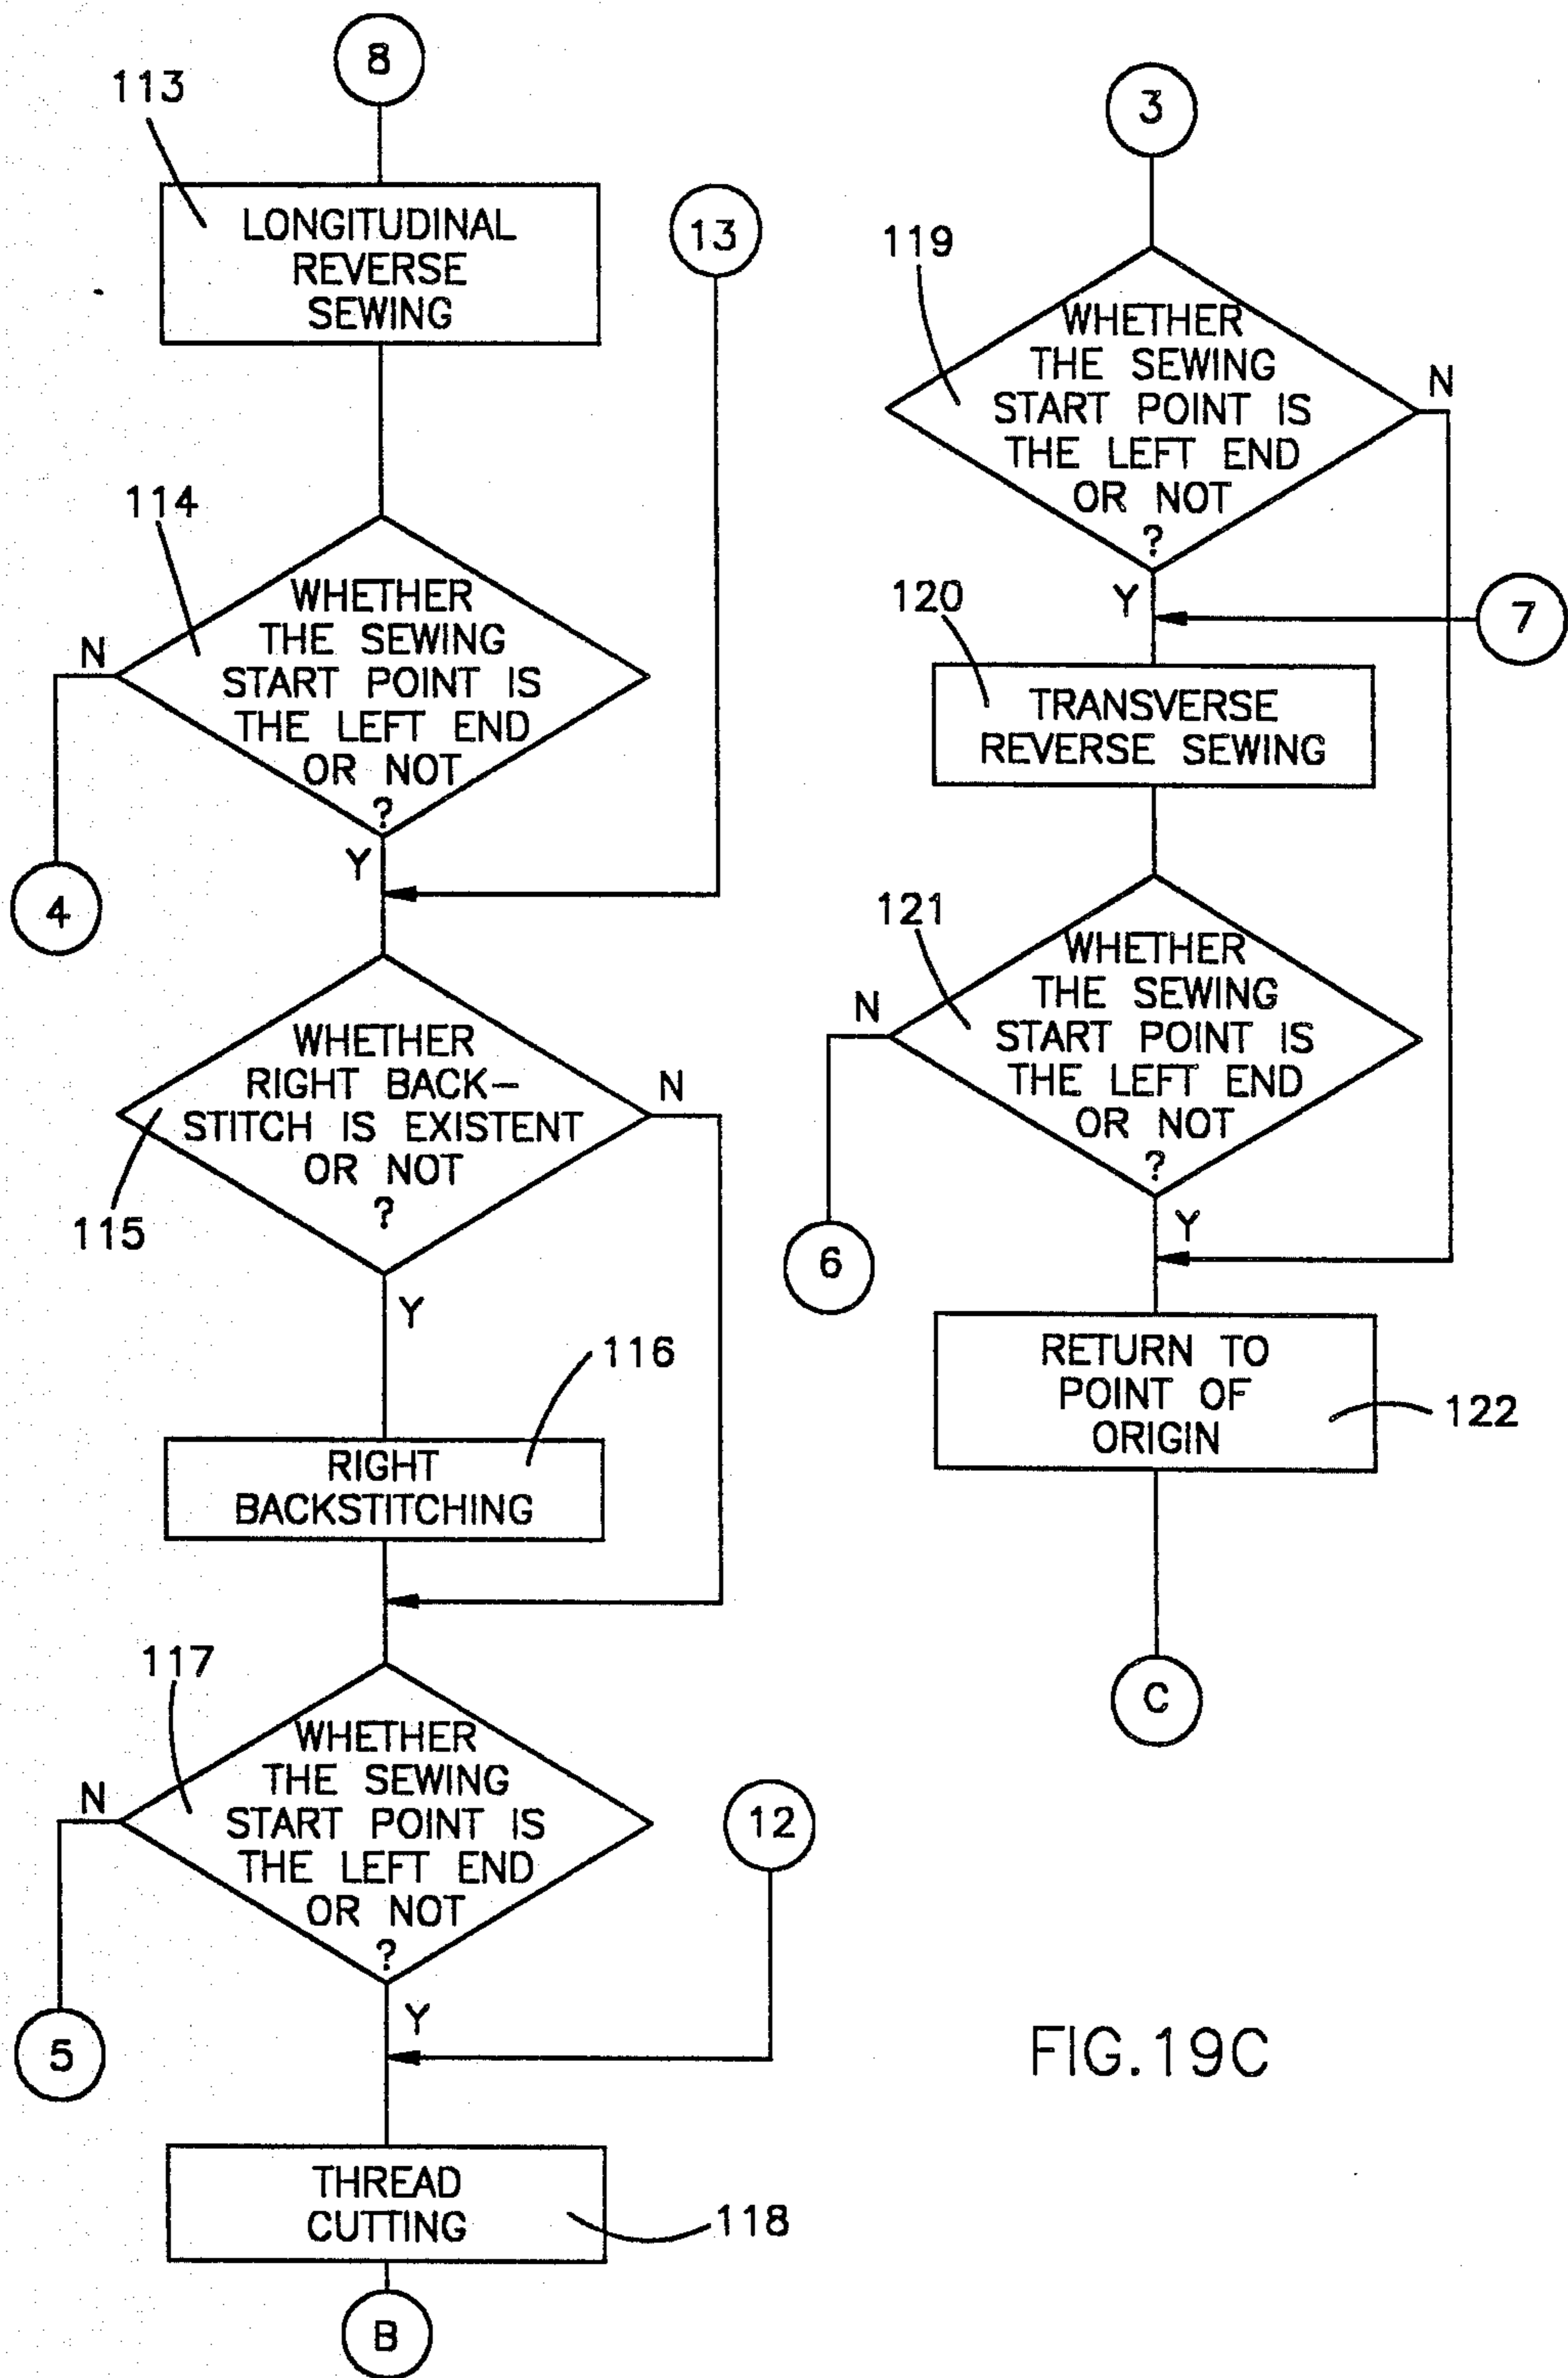 8
113
LONGITUDINAL
REVERSE
SEWING
13
114
WHETHER
THE SEWING
START POINT IS
THE LEFT END
OR NOT
?
N
Y
4
WHETHER
RIGHT BACK-
STITCH IS EXISTENT
OR NOT
?
N
115
Y
116
RIGHT
BACKSTITCHING
117
WHETHER
THE SEWING
START POINT IS
THE LEFT END
OR NOT
?
N
12
Y
5
THREAD
CUTTING
118
B
3
119
WHETHER
THE SEWING
START POINT IS
THE LEFT END
OR NOT
?
N
Y
7
120
TRANSVERSE
REVERSE SEWING
121
WHETHER
THE SEWING
START POINT IS
THE LEFT END
OR NOT
?
N
Y
6
RETURN TO
POINT OF
ORIGIN
122
C
FIG.19C